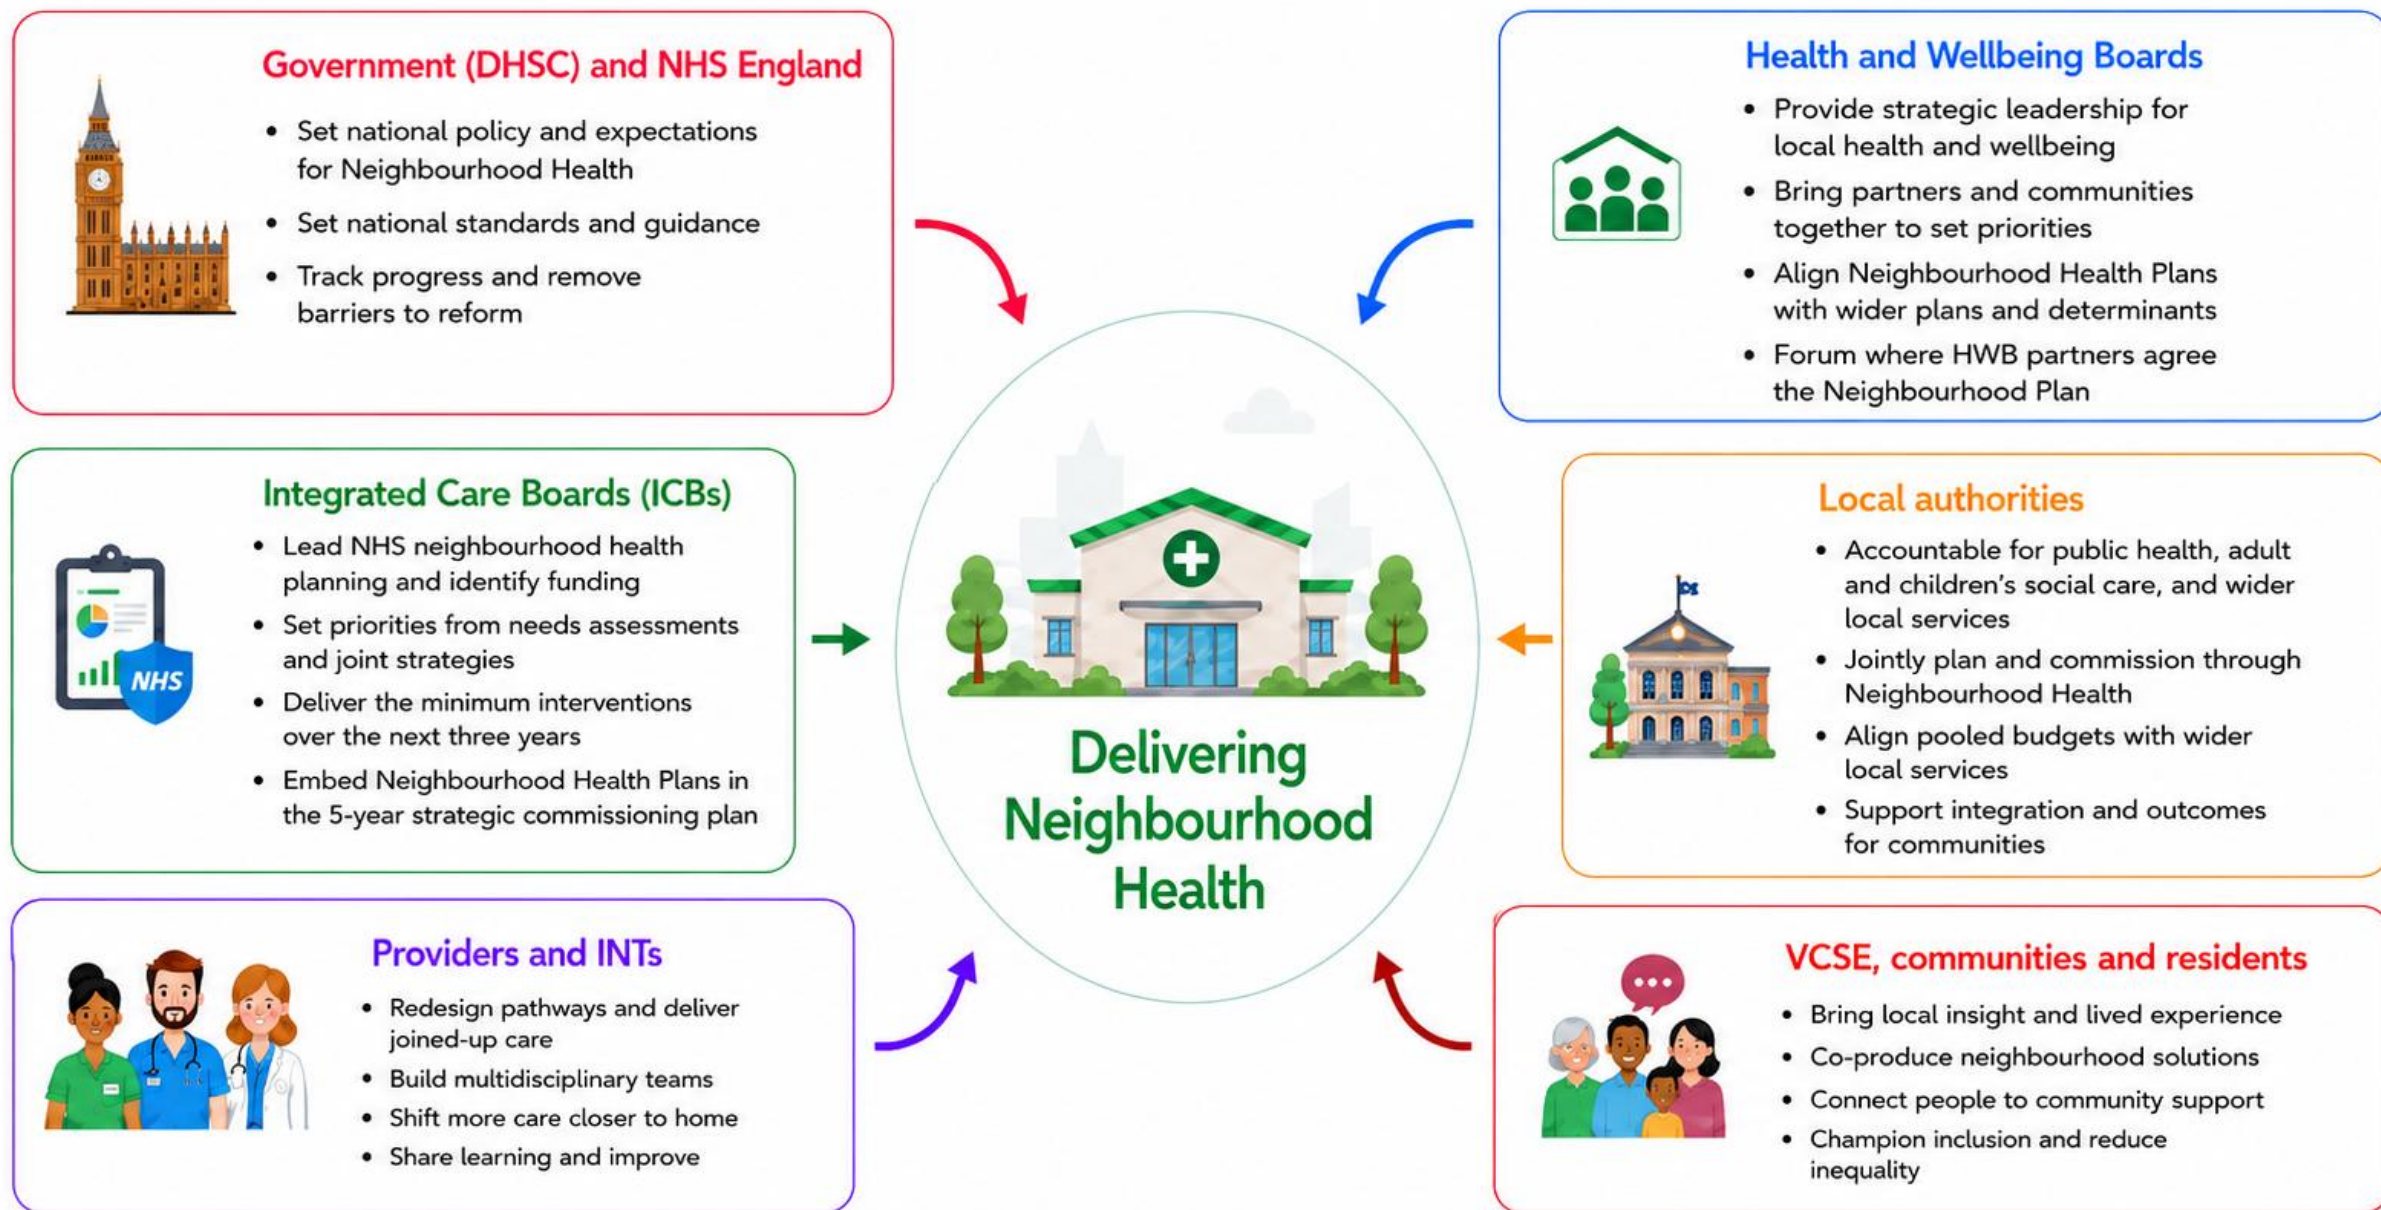 Government (DHSC) and NHS England
• Set national policy and expectations
for Neighbourhood Health
• Set national standards and guidance
• Track progress and remove
barriers to reform
Health and Wellbeing Boards
• Provide strategic leadership for
local health and wellbeing
• Bring partners and communities
together to set priorities
• Align Neighbourhood Health Plans
with wider plans and determinants
• Forum where HWB partners agree
the Neighbourhood Plan
Integrated Care Boards (ICBs)
• Lead NHS neighbourhood health
planning and identify funding
• Set priorities from needs assessments
and joint strategies
• Deliver the minimum interventions
over the next three years
• Embed Neighbourhood Health Plans in
the 5-year strategic commissioning plan
NHS
Delivering
Neighbourhood
Health
Local authorities
• Accountable for public health, adult
and children's social care, and wider
local services
• Jointly plan and commission through
Neighbourhood Health
• Align pooled budgets with wider
local services
• Support integration and outcomes
for communities
Providers and INTs
• Redesign pathways and deliver
joined-up care
• Build multidisciplinary teams
• Shift more care closer to home
• Share learning and improve
VCSE, communities and residents
• Bring local insight and lived experience
• Co-produce neighbourhood solutions
• Connect people to community support
• Champion inclusion and reduce
inequality